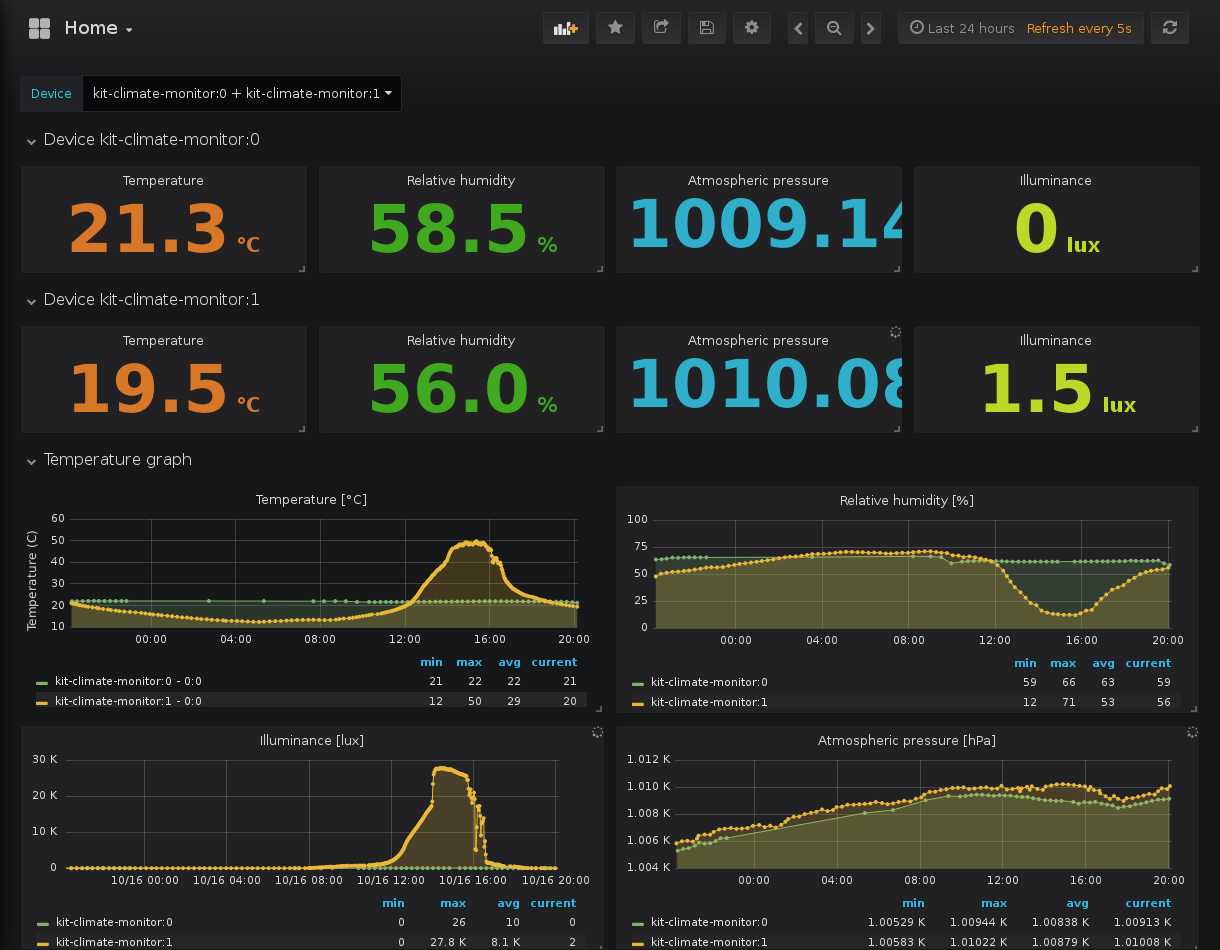 Home
Last 24 hours Refresh every 5s
Device kit-climate-monitor:0 + kit-climate-monitor:1
Device kit-climate-monitor:0
Temperature Relative humidity Atmospheric pressure Illuminance
21.3 °C 58.5 % 1009.14 0 lux
Device kit-climate-monitor:1
Temperature Relative humidity Atmospheric pressure Illuminance
19.5 °C 56.0 % 1010.08 1.5 lux
Temperature graph
Temperature [°C]
Temperature (C)
60
50
40
30
20
10
00:00 04:00 08:00 12:00 16:00 20:00
min max avg current
kit-climate-monitor:0 - 0:0 21 22 22 21
kit-climate-monitor:1 - 0:0 12 50 29 20
Relative humidity [%]
100
75
50
25
0
00:00 04:00 08:00 12:00 16:00 20:00
min max avg current
kit-climate-monitor:0 59 66 63 59
kit-climate-monitor:1 12 71 53 56
Illuminance [lux]
30 K
20 K
10 K
0
10/16 00:00 10/16 04:00 10/16 08:00 10/16 12:00 10/16 16:00 10/16 20:00
min max avg current
kit-climate-monitor:0 0 26 10 0
kit-climate-monitor:1 0 27.8 K 8.1 K 2
Atmospheric pressure [hPa]
1.012 K
1.010 K
1.008 K
1.006 K
1.004 K
00:00 04:00 08:00 12:00 16:00 20:00
min max avg current
kit-climate-monitor:0 1.00529 K 1.00944 K 1.00838 K 1.00913 K
kit-climate-monitor:1 1.00583 K 1.01022 K 1.00879 K 1.01008 K